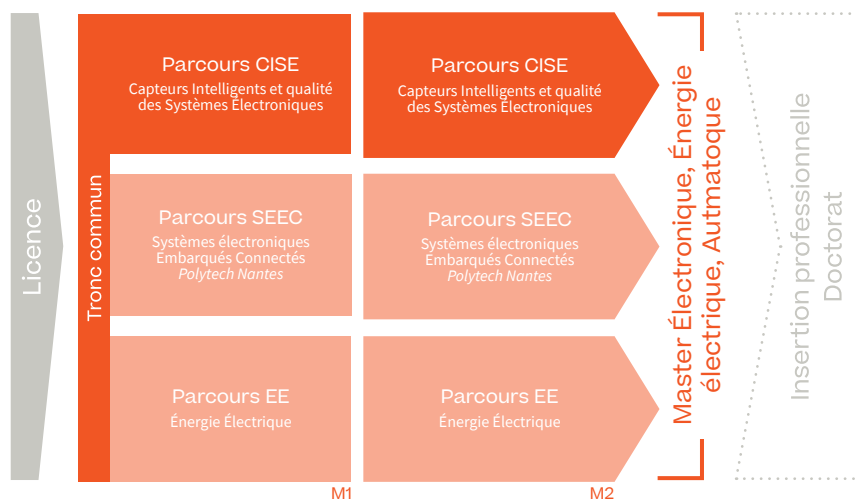 Licence
Tronc commun
Parcours CISE
Capteurs Intelligents et qualité
des Systèmes Électroniques
Parcours CISE
Capteurs Intelligents et qualité
des Systèmes Électroniques
Parcours SEEC
Systèmes électroniques
Embarqués Connectés
Polytech Nantes
Parcours SEEC
Systèmes électroniques
Embarqués Connectés
Polytech Nantes
Parcours EE
Énergie Électrique
Parcours EE
Énergie Électrique
M1
M2
Master Électronique, Énergie
électrique, Autmatoque
Insertion professionnelle
Doctorat